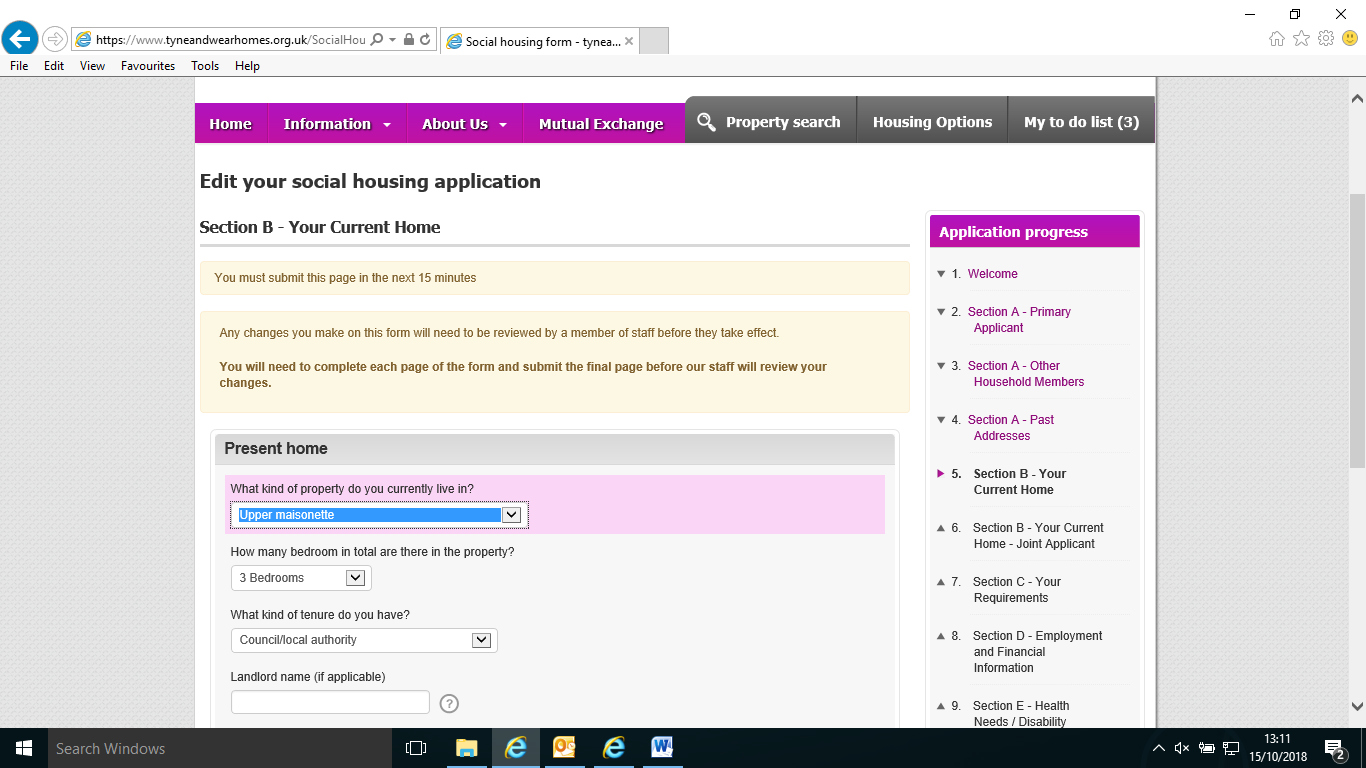 https://www.tyneandwearhomes.org.uk/SocialHou
Social housing form - tynea...
File Edit View Favourites Tools Help
Home Information About Us Mutual Exchange Property search Housing Options My to do list (3)
Edit your social housing application
Section B - Your Current Home
You must submit this page in the next 15 minutes
Any changes you make on this form will need to be reviewed by a member of staff before they take effect.
You will need to complete each page of the form and submit the final page before our staff will review your
changes.
Present home
What kind of property do you currently live in?
Upper maisonette
How many bedroom in total are there in the property?
3 Bedrooms
What kind of tenure do you have?
Council/local authority
Landlord name (if applicable)
?
Application progress
1. Welcome
2. Section A - Primary
Applicant
3. Section A - Other
Household Members
4. Section A - Past
Addresses
5. Section B - Your
Current Home
6. Section B - Your Current
Home - Joint Applicant
7. Section C - Your
Requirements
8. Section D - Employment
and Financial
Information
9. Section E - Health
Needs / Disability
Search Windows
13:11
15/10/2018
2